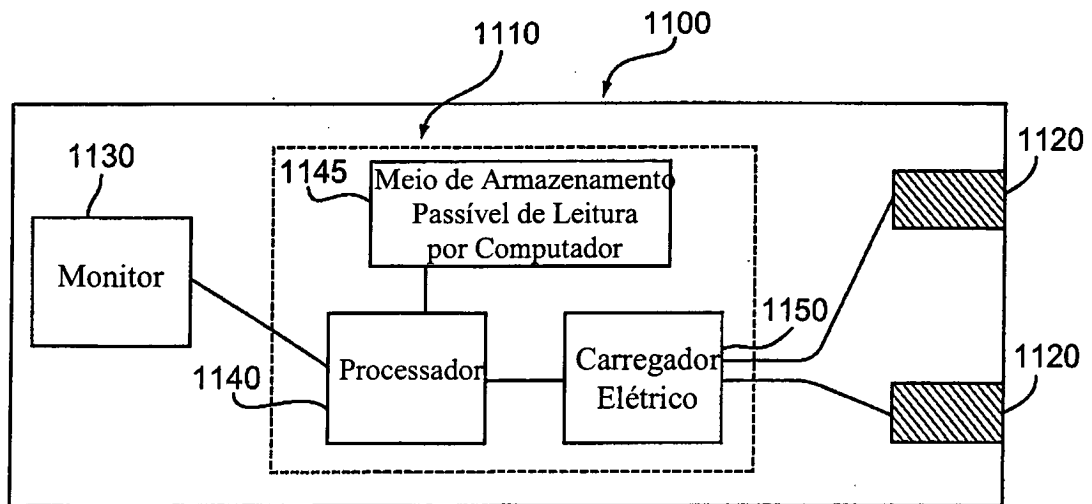 1100
1110
1120
1130
1145
Meio de Armazenamento
Passível de Leitura
por Computador
Monitor
1150
Processador
Carregador
Elétrico
1140
1120